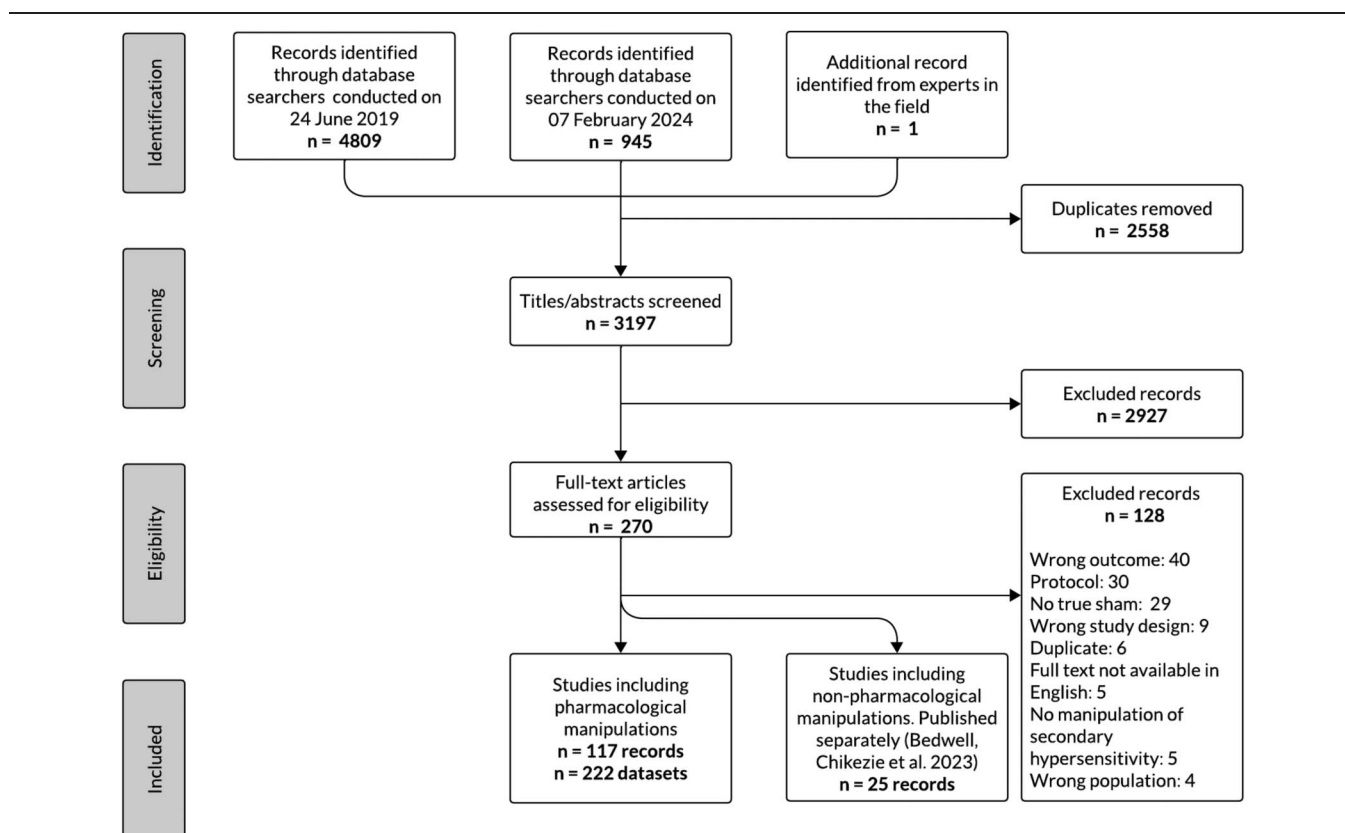 Identification
Records identified
through database
searchers conducted on
24 June 2019
n = 4809
Records identified
through database
searchers conducted on
07 February 2024
n = 945
Additional record
identified from experts in
the field
n = 1
Duplicates removed
n = 2558
Screening
Titles/abstracts screened
n = 3197
Excluded records
n = 2927
Eligibility
Full-text articles
assessed for eligibility
n = 270
Excluded records
n = 128
Wrong outcome: 40
Protocol: 30
No true sham: 29
Wrong study design: 9
Duplicate: 6
Full text not available in
English: 5
No manipulation of
secondary
hypersensitivity: 5
Wrong population: 4
Included
Studies including
pharmacological
manipulations
n = 117 records
n = 222 datasets
Studies including
non-pharmacological
manipulations. Published
separately (Bedwell,
Chikezie et al. 2023)
n = 25 records